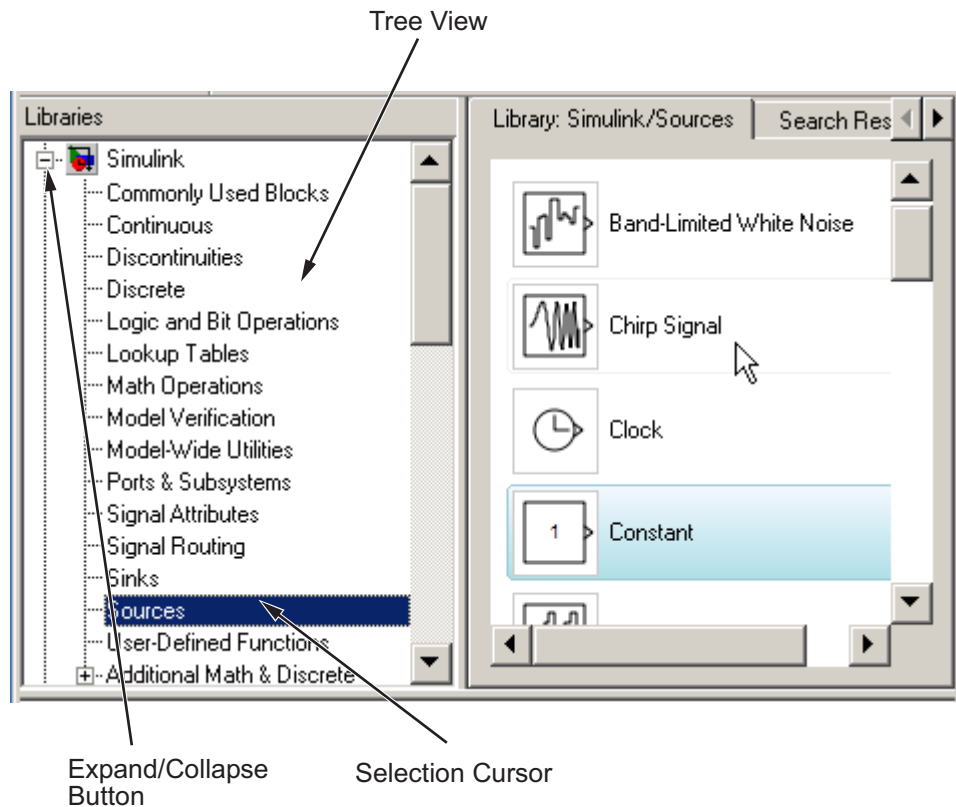 Tree View
Libraries
Simulink
Commonly Used Blocks
Continuous
Discontinuities
Discrete
Logic and Bit Operations
Lookup Tables
Math Operations
Model Verification
Model-Wide Utilities
Ports & Subsystems
Signal Attributes
Signal Routing
Sinks
Sources
User-Defined Functions
Additional Math & Discrete
Library: Simulink/Sources
Search Res
Band-Limited White Noise
Chirp Signal
Clock
1
Constant
Expand/Collapse
Button
Selection Cursor